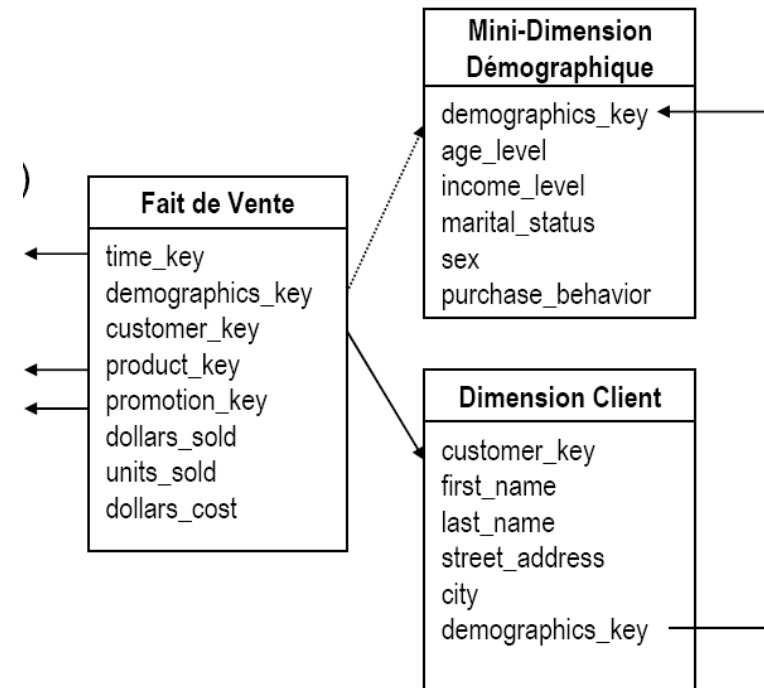 )
Fait de Vente
time_key
demographics_key
customer_key
product_key
promotion_key
dollars_sold
units_sold
dollars_cost
Mini-Dimension
Démographique
demographics_key
age_level
income_level
marital_status
sex
purchase_behavior
Dimension Client
customer_key
first_name
last_name
street_address
city
demographics_key